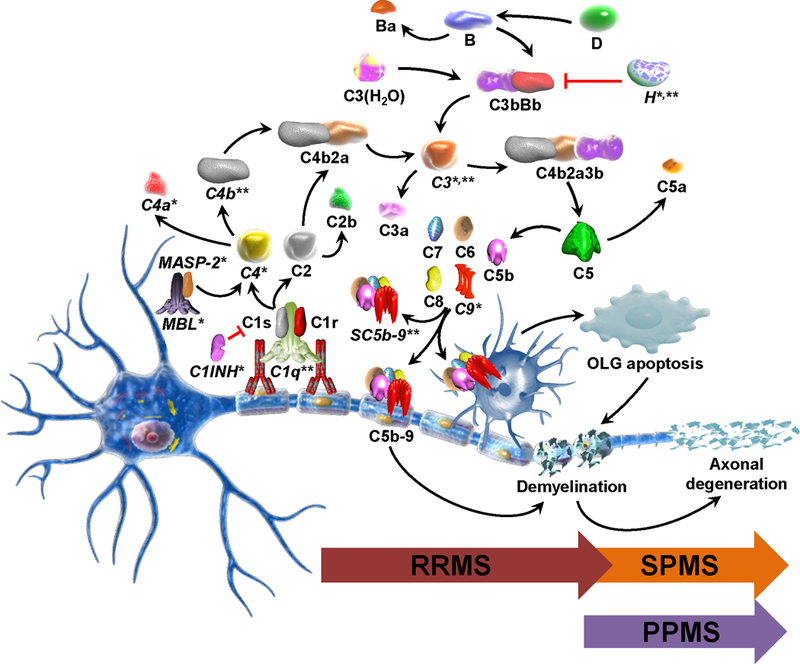 Ba
B
D
C3(H2O)
C3bBb
H*,**
C4b2a
C4b**
C3*,**
C4b2a3b
C5a
C4a*
C2b
C3a
C7
C6
C5b
C5
MASP-2*
C4*
C2
C8
C9*
MBL*
C1s
C1r
SC5b-9**
C1INH*
C1q**
OLG apoptosis
C5b-9
Demyelination
Axonal
degeneration
RRMS
SPMS
PPMS